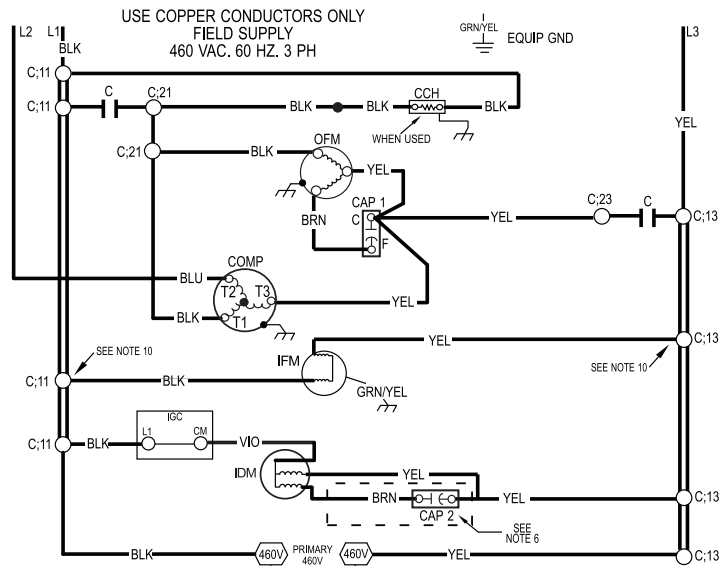 USE COPPER CONDUCTORS ONLY
FIELD SUPPLY
460 VAC. 60 HZ. 3 PH
GRN/YEL
EQUIP GND
L2
L1
L3
BLK
C;11
C;11
C
C;21
BLK
BLK
CCH
BLK
WHEN USED
YEL
C;21
BLK
OFM
YEL
BRN
CAP 1
C
F
YEL
C;23
C
C;13
BLU
COMP
T2
T3
T1
YEL
BLK
SEE NOTE 10
IFM
YEL
C;13
SEE NOTE 10
C;11
BLK
GRN/YEL
C;11
BLK
IGC
L1
CM
VIO
IDM
YEL
BRN
CAP 2
YEL
C;13
SEE
NOTE 6
BLK
460V
PRIMARY
460V
460V
YEL
C;13